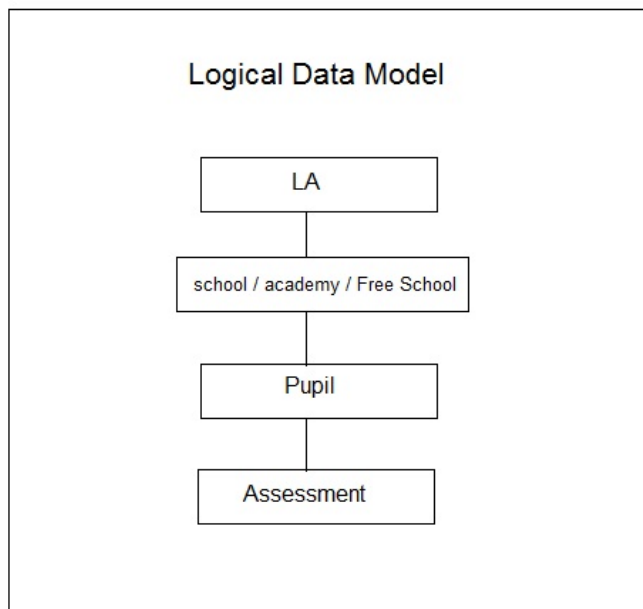 Logical Data Model
LA
school / academy / Free School
Pupil
Assessment